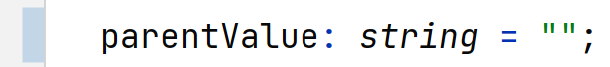 parentValue: string = "";